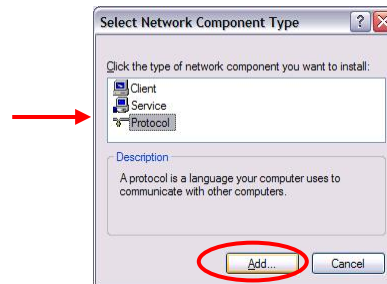 Select Network Component Type
Click the type of network component you want to install:
Client
Service
Protocol
Description
A protocol is a language your computer uses to
communicate with other computers.
Add...
Cancel